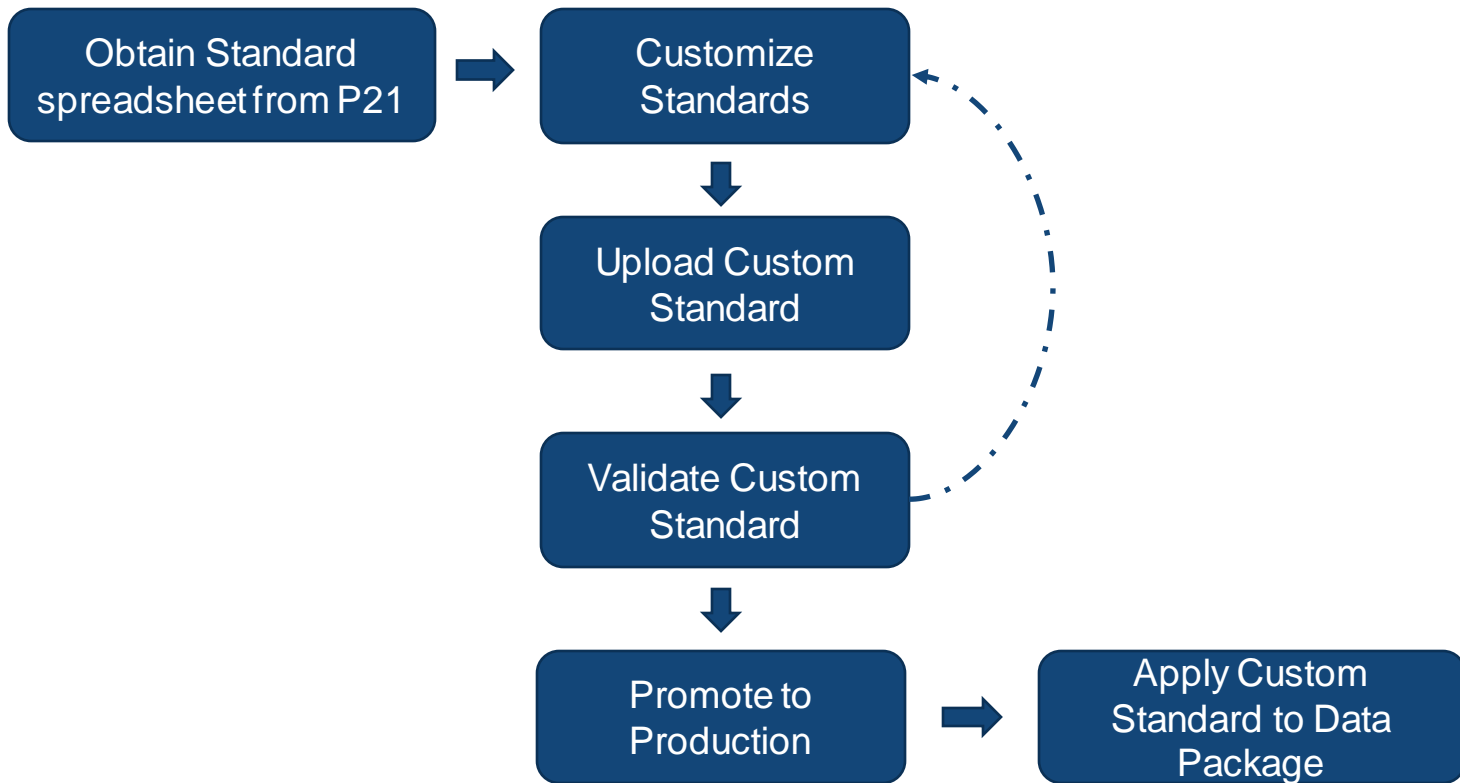 Obtain Standard
spreadsheet from P21
Customize
Standards
Upload Custom
Standard
Validate Custom
Standard
Promote to
Production
Apply Custom
Standard to Data
Package